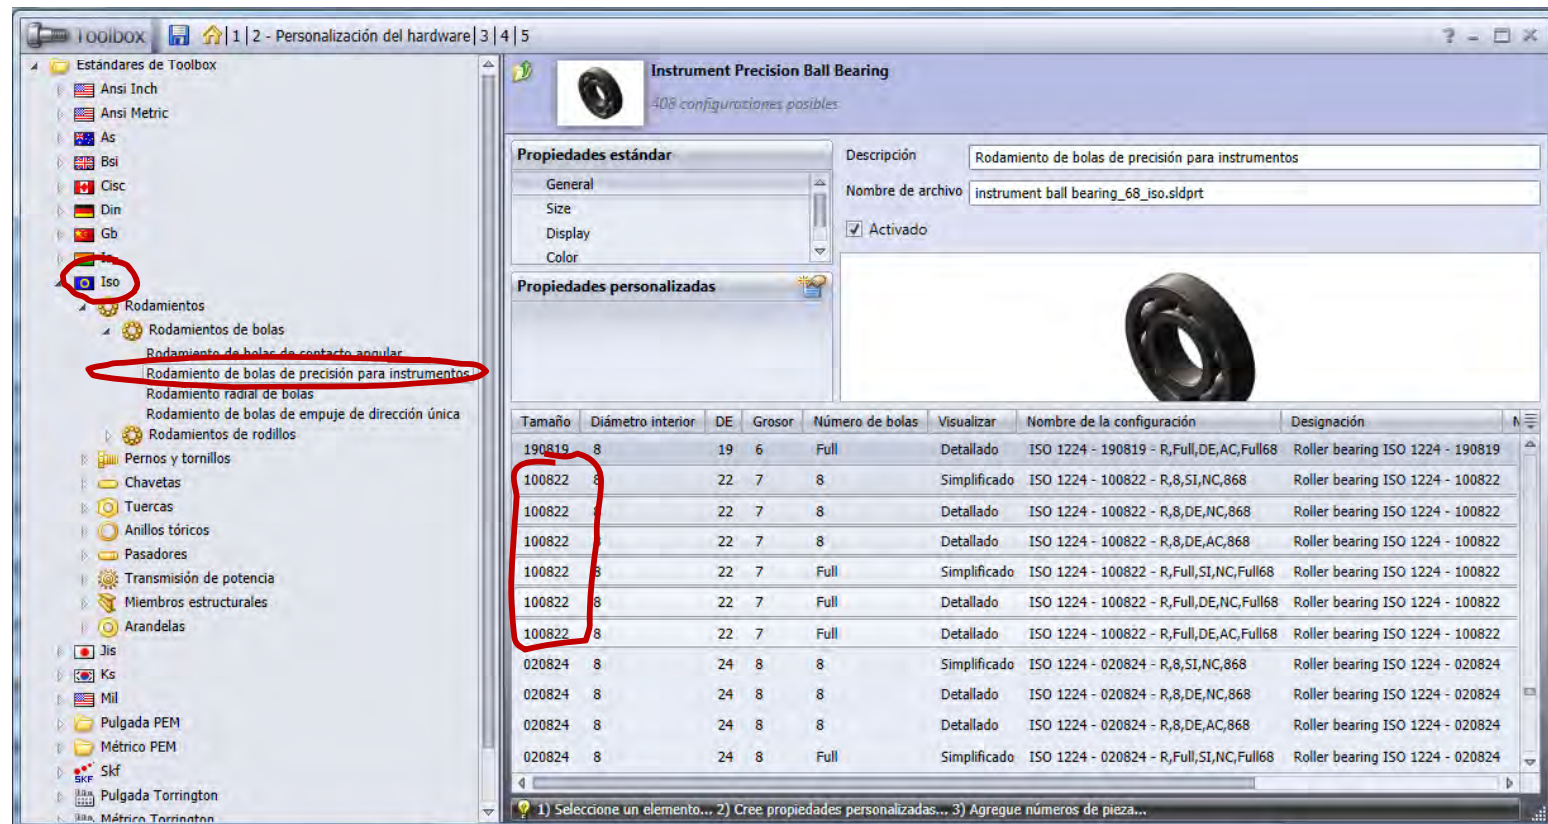 Toolbox 1 | 2 - Personalización del hardware | 3 | 4 | 5
Estándares de Toolbox
Ansi Inch
Ansi Metric
As
Bsi
Cisc
Din
Gb
Iso
Rodamientos
Rodamientos de bolas
Rodamiento de bolas de contacto angular
Rodamiento de bolas de precisión para instrumentos
Rodamiento radial de bolas
Rodamiento de bolas de empuje de dirección única
Rodamientos de rodillos
Pernos y tornillos
Chavetas
Tuercas
Anillos tóricos
Pasadores
Transmisión de potencia
Miembros estructurales
Arandelas
Jis
Ks
Mil
Pulgada PEM
Métrico PEM
SKF Skf
Pulgada Torrington
Métrico Torrington
Instrument Precision Ball Bearing
408 configuraciones posibles
Propiedades estándar
General
Size
Display
Color
Propiedades personalizadas
Descripción Rodamiento de bolas de precisión para instrumentos
Nombre de archivo instrument ball bearing_68_iso.sldprt
Activado
Tamaño Diámetro interior DE Grosor Número de bolas Visualizar Nombre de la configuración Designación N
190819 8 19 6 Full Detallado ISO 1224 - 190819 - R,Full,DE,AC,Full68 Roller bearing ISO 1224 - 190819
100822 8 22 7 8 Simplificado ISO 1224 - 100822 - R,8,SI,NC,868 Roller bearing ISO 1224 - 100822
100822 8 22 7 8 Detallado ISO 1224 - 100822 - R,8,DE,NC,868 Roller bearing ISO 1224 - 100822
100822 8 22 7 8 Detallado ISO 1224 - 100822 - R,8,DE,AC,868 Roller bearing ISO 1224 - 100822
100822 8 22 7 Full Simplificado ISO 1224 - 100822 - R,Full,SI,NC,Full68 Roller bearing ISO 1224 - 100822
100822 8 22 7 Full Detallado ISO 1224 - 100822 - R,Full,DE,NC,Full68 Roller bearing ISO 1224 - 100822
100822 8 22 7 Full Detallado ISO 1224 - 100822 - R,Full,DE,AC,Full68 Roller bearing ISO 1224 - 100822
020824 8 24 8 8 Simplificado ISO 1224 - 020824 - R,8,SI,NC,868 Roller bearing ISO 1224 - 020824
020824 8 24 8 8 Detallado ISO 1224 - 020824 - R,8,DE,NC,868 Roller bearing ISO 1224 - 020824
020824 8 24 8 8 Detallado ISO 1224 - 020824 - R,8,DE,AC,868 Roller bearing ISO 1224 - 020824
020824 8 24 8 Full Simplificado ISO 1224 - 020824 - R,Full,SI,NC,Full68 Roller bearing ISO 1224 - 020824
1) Seleccione un elemento... 2) Cree propiedades personalizadas... 3) Agregue números de pieza...